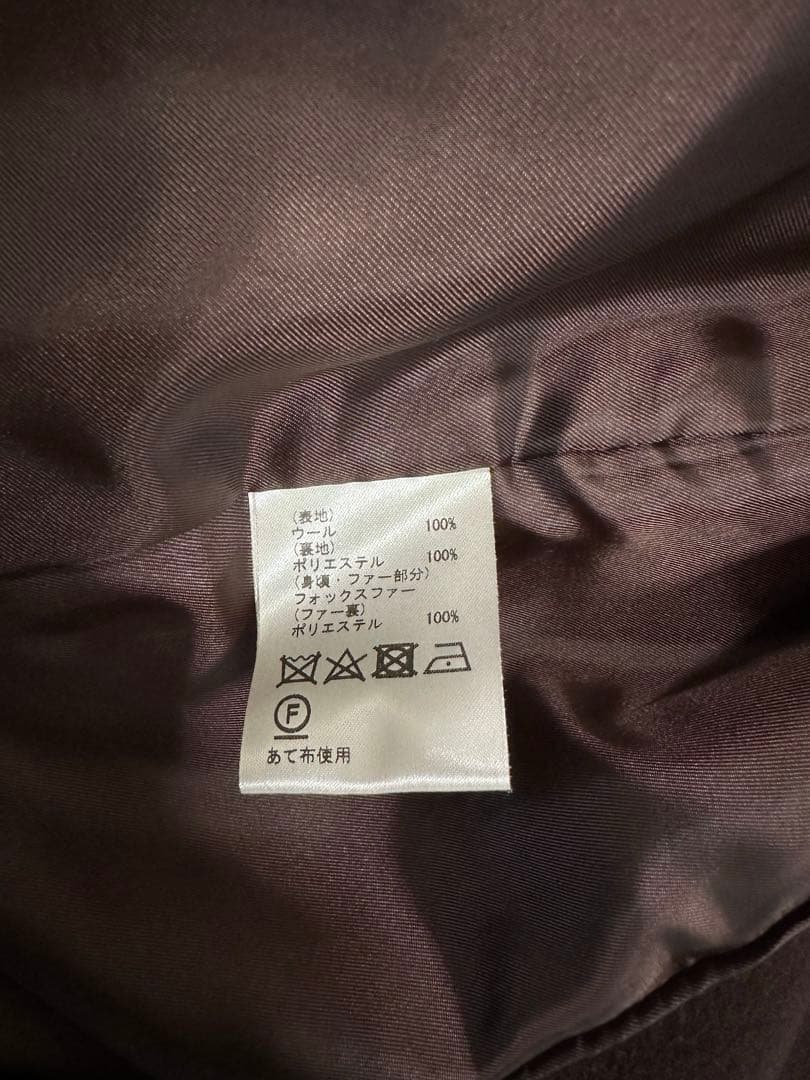 (表地)
ウール 100%
(裏地)
ポリエステル 100%
(身頃・ファー部分)
フォックスファー
(ファー裏)
ポリエステル 100%
F
あて布使用